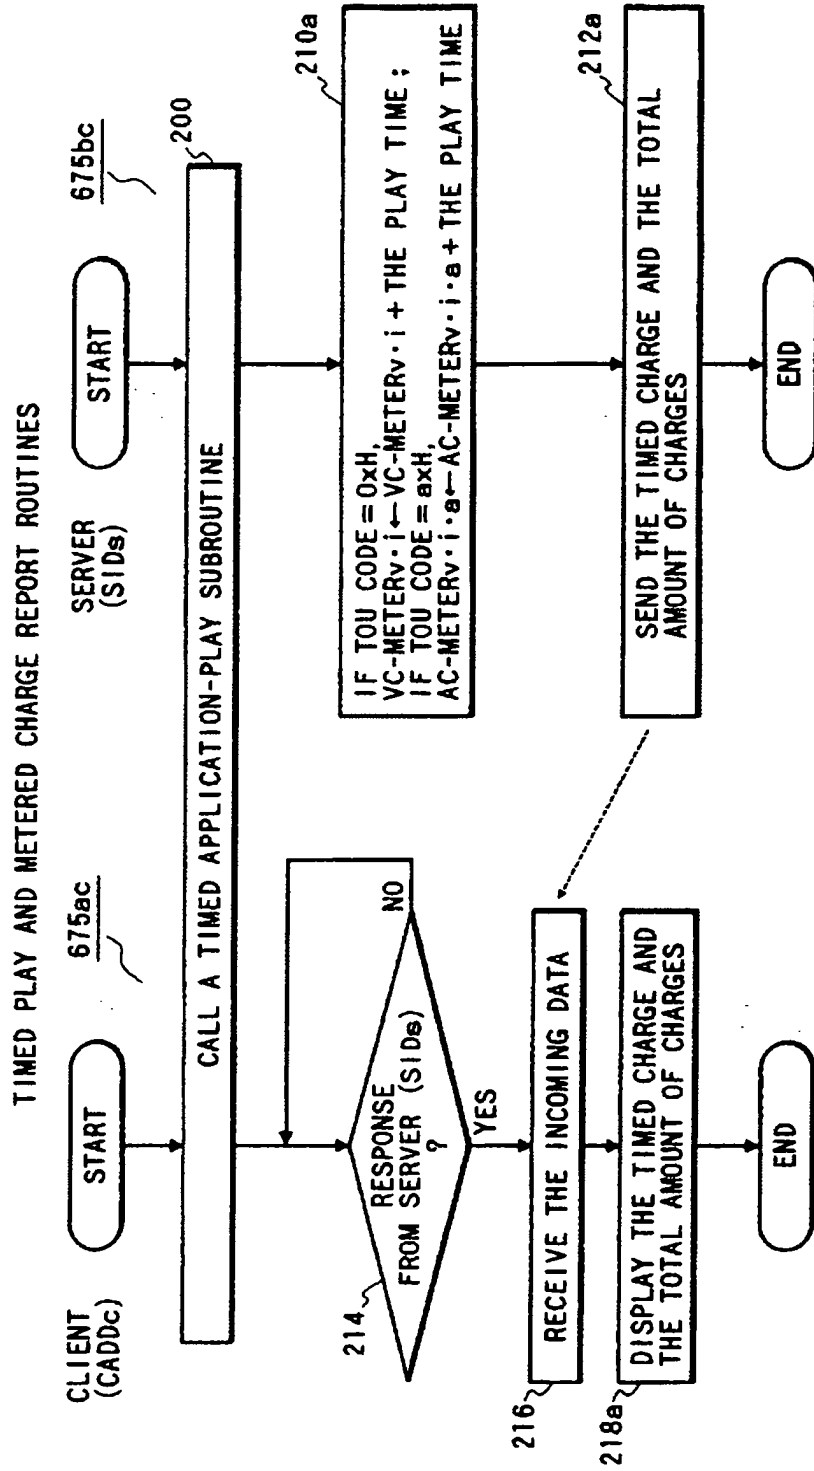 TIMED PLAY AND METERED CHARGE REPORT ROUTINES
CLIENT
(CADDc)
675ac
START
SERVER
(SIDs)
675bc
START
200
CALL A TIMED APPLICATION-PLAY SUBROUTINE
214
RESPONSE
FROM SERVER (SIDs)
?
NO
YES
210a
IF TOU CODE=0xH,
VC-METERv·i←VC-METERv·i+THE PLAY TIME;
IF TOU CODE=axH,
AC-METERv·i·a←AC-METERv·i·a+THE PLAY TIME
216
RECEIVE THE INCOMING DATA
212a
SEND THE TIMED CHARGE AND THE TOTAL
AMOUNT OF CHARGES
218a
DISPLAY THE TIMED CHARGE AND
THE TOTAL AMOUNT OF CHARGES
END
END